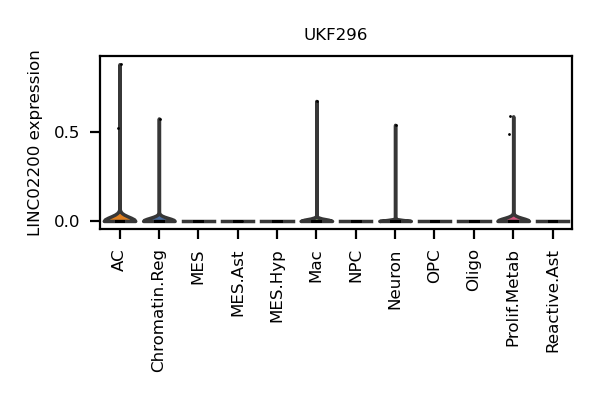 UKF296
LINC02200 expression
0.5
0.0
AC
Chromatin.Reg
MES
MES.Ast
MES.Hyp
Mac
NPC
Neuron
OPC
Oligo
Prolif.Metab
Reactive.Ast